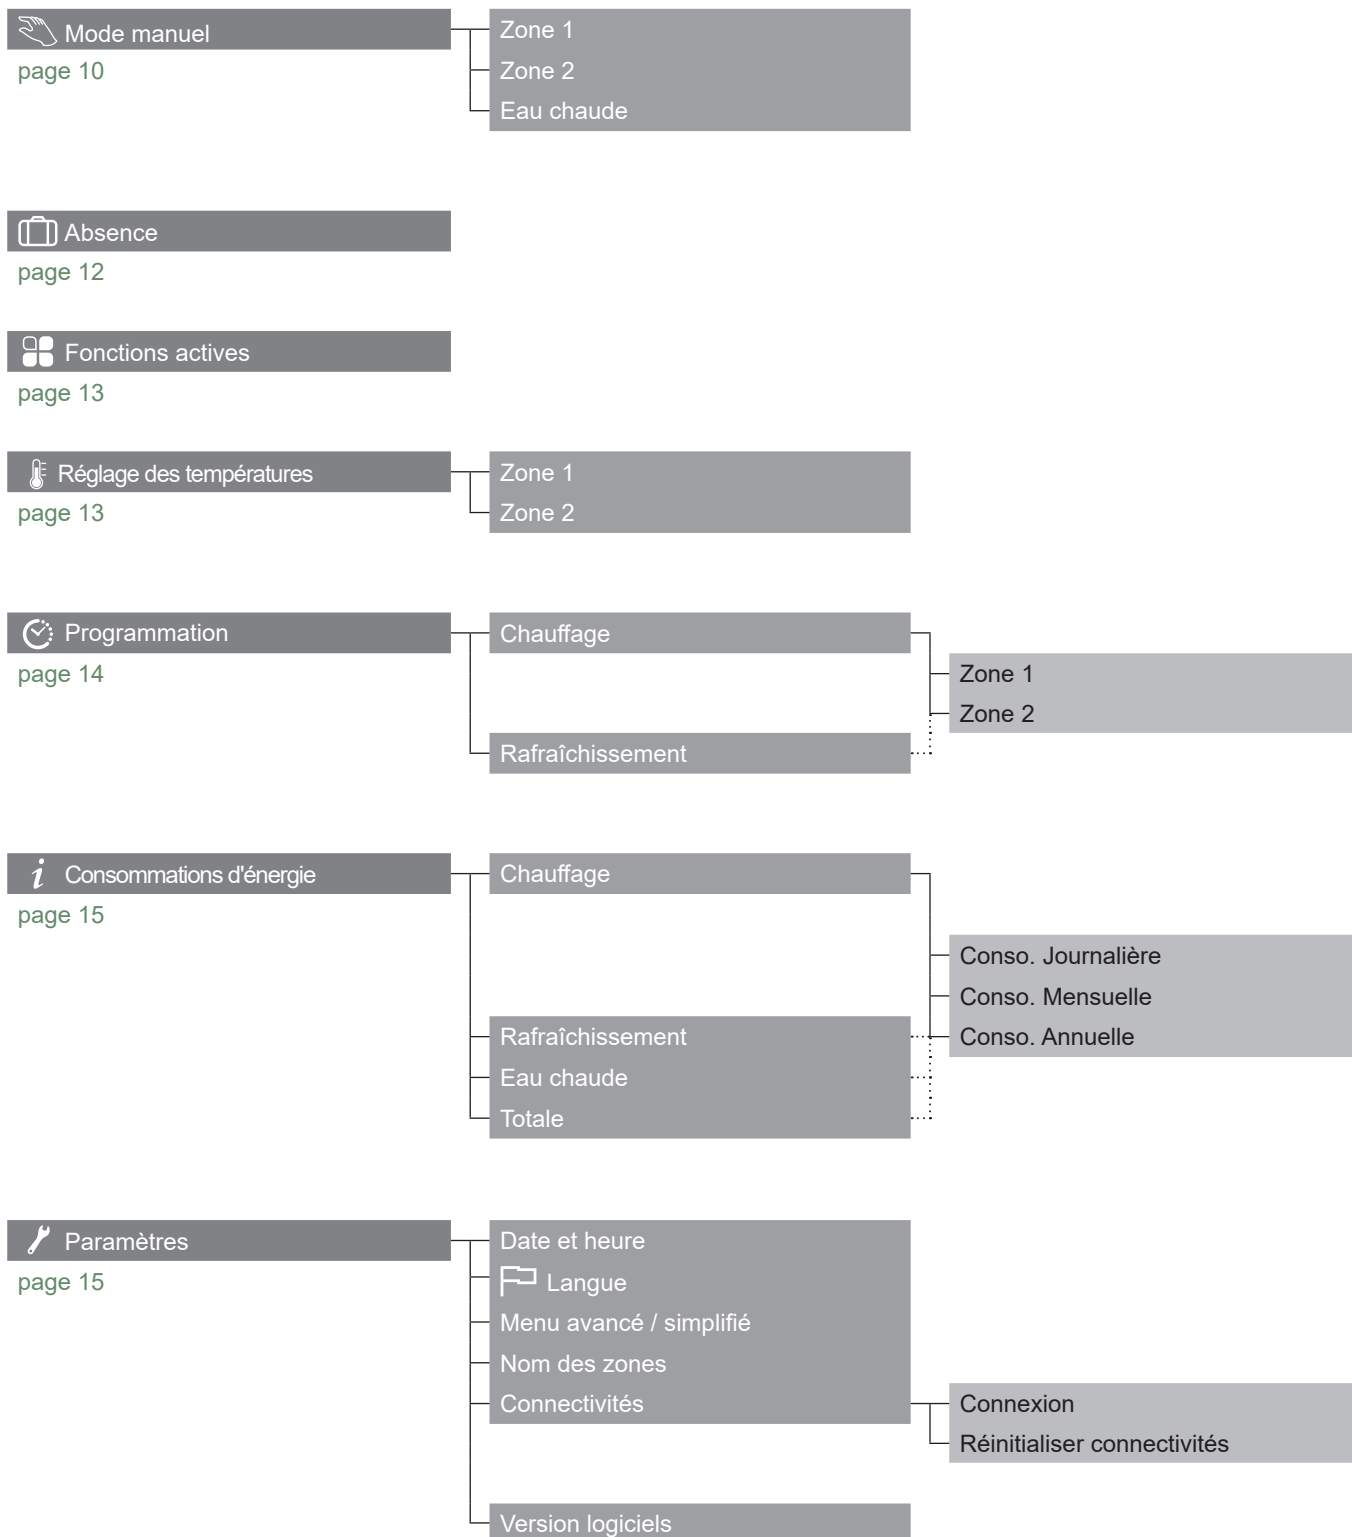 Mode manuel
page 10
Zone 1
Zone 2
Eau chaude
Absence
page 12
Fonctions actives
page 13
Réglage des températures
page 13
Zone 1
Zone 2
Programmation
page 14
Chauffage
Zone 1
Zone 2
Rafraîchissement
Consommations d'énergie
page 15
Chauffage
Conso. Journalière
Conso. Mensuelle
Conso. Annuelle
Rafraîchissement
Eau chaude
Totale
Paramètres
page 15
Date et heure
Langue
Menu avancé / simplifié
Nom des zones
Connectivités
Connexion
Réinitialiser connectivités
Version logiciels